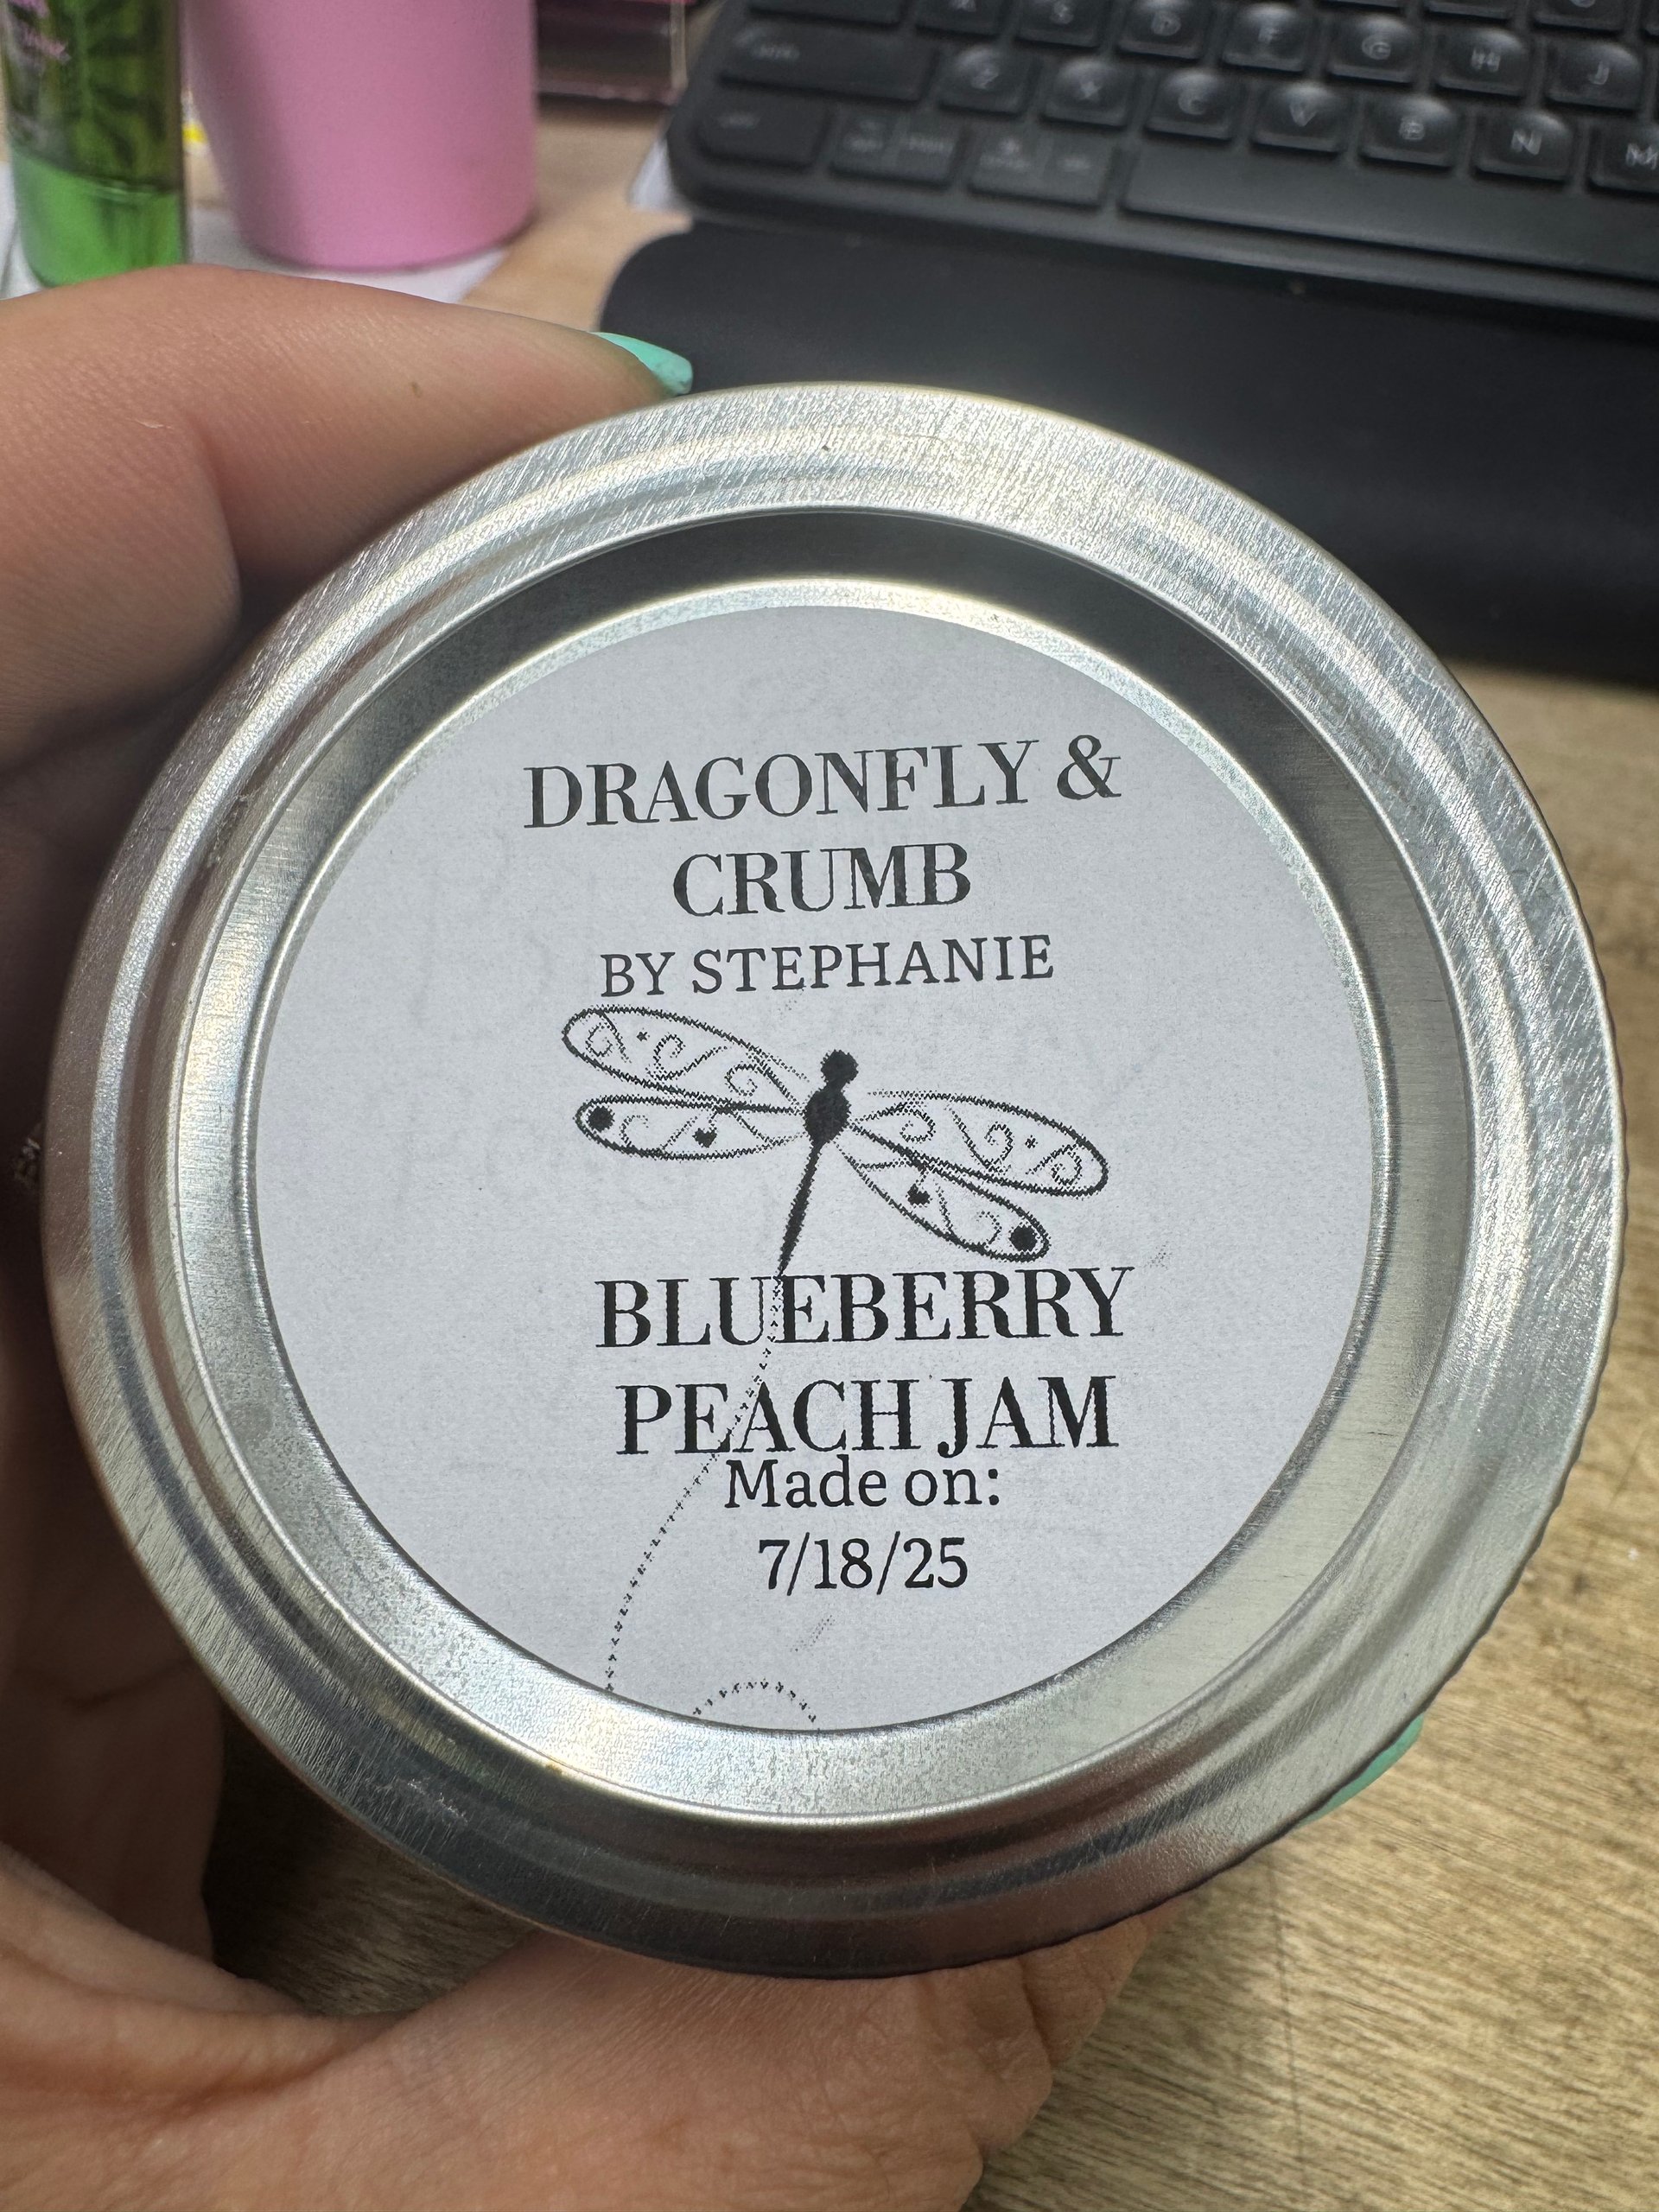 A S D F G H J
Z X C V B N M
DRAGONFLY &
CRUMB
BY STEPHANIE
BLUEBERRY
PEACH JAM
Made on:
7/18/25